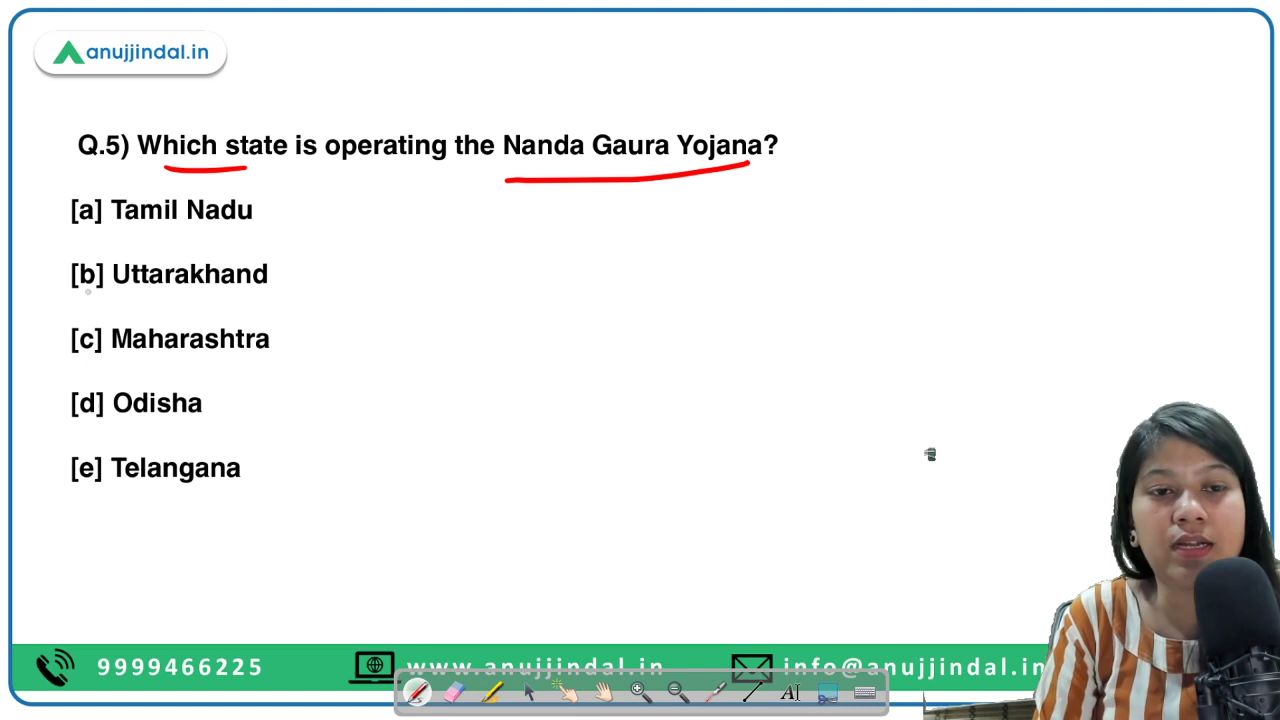 anujjindal.in
Q.5) Which state is operating the Nanda Gaura Yojana?
[a] Tamil Nadu
[b] Uttarakhand
[c] Maharashtra
[d] Odisha
[e] Telangana
9999466225 www.anujjindal.in info@anujjindal.in